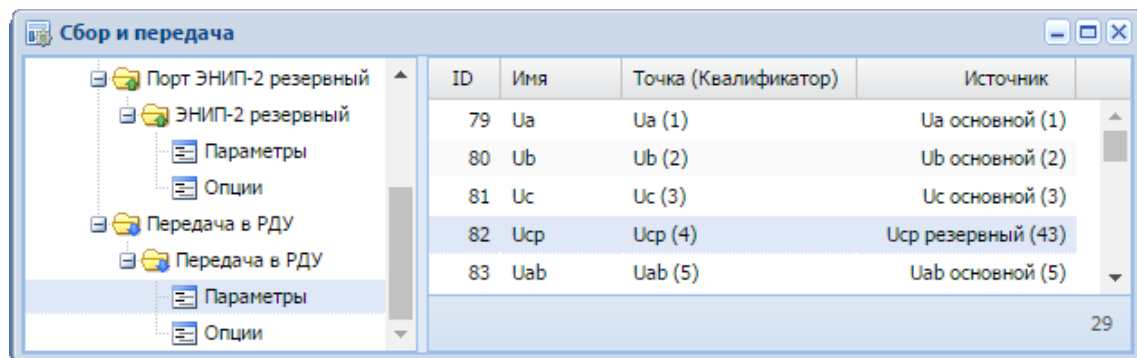 Сбор и передача
Порт ЭНИП-2 резервный
ЭНИП-2 резервный
Параметры
Опции
Передача в РДУ
Передача в РДУ
Параметры
Опции
ID Имя Точка (Квалификатор) Источник
79 Ua Ua (1) Ua основной (1)
80 Ub Ub (2) Ub основной (2)
81 Uc Uc (3) Uc основной (3)
82 Ucp Ucp (4) Ucp резервный (43)
83 Uab Uab (5) Uab основной (5)
29